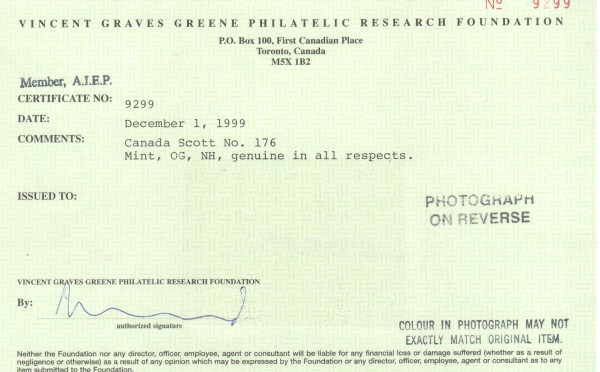 No 9299
VINCENT GRAVES GREENE PHILATELIC RESEARCH FOUNDATION
P.O. Box 100, First Canadian Place
Toronto, Canada
M5X 1B2
Member, A.I.E.P.
CERTIFICATE NO: 9299
DATE: December 1, 1999
COMMENTS: Canada Scott No. 176
Mint, OG, NH, genuine in all respects.
ISSUED TO:
PHOTOGRAPH
ON REVERSE
VINCENT GRAVES GREENE PHILATELIC RESEARCH FOUNDATION
By:
authorized signature
COLOUR IN PHOTOGRAPH MAY NOT
EXACTLY MATCH ORIGINAL ITEM.
Neither the Foundation nor any director, officer, employee, agent or consultant will be liable for any financial loss or damage suffered (whether as a result of
negligence or otherwise) as a result of any opinion which may be expressed by the Foundation or any director, officer, employee, agent or consultant as to any
item submitted to the Foundation.